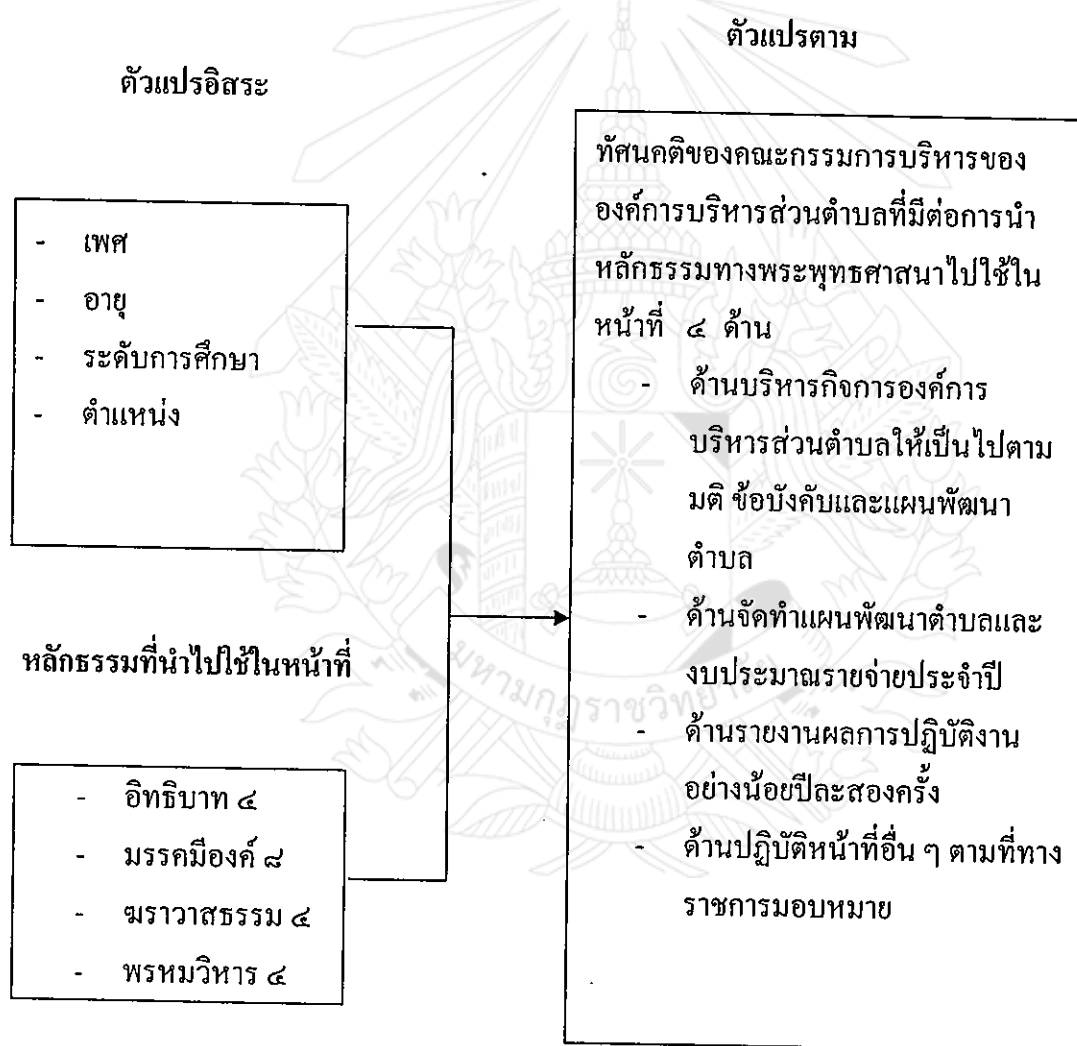 ตัวแปรอิสระ
- เพศ
- อายุ
- ระดับการศึกษา
- ตำแหน่ง
หลักธรรมที่นำไปใช้ในหน้าที่
- อิทธิบาท ๔
- มรรคมีองค์ ๘
- ฆราวาสธรรม ๔
- พรหมวิหาร ๔
ตัวแปรตาม
ทัศนคติของคณะกรรมการบริหารของ
องค์การบริหารส่วนตำบลที่มีต่อการนำ
หลักธรรมทางพระพุทธศาสนาไปใช้ใน
หน้าที่ ๔ ด้าน
- ด้านบริหารกิจการองค์การ
บริหารส่วนตำบลให้เป็นไปตาม
มติ ข้อบังคับและแผนพัฒนา
ตำบล
- ด้านจัดทำแผนพัฒนาตำบลและ
งบประมาณรายจ่ายประจำปี
- ด้านรายงานผลการปฏิบัติงาน
อย่างน้อยปีละสองครั้ง
- ด้านปฏิบัติหน้าที่อื่น ๆ ตามที่ทาง
ราชการมอบหมาย